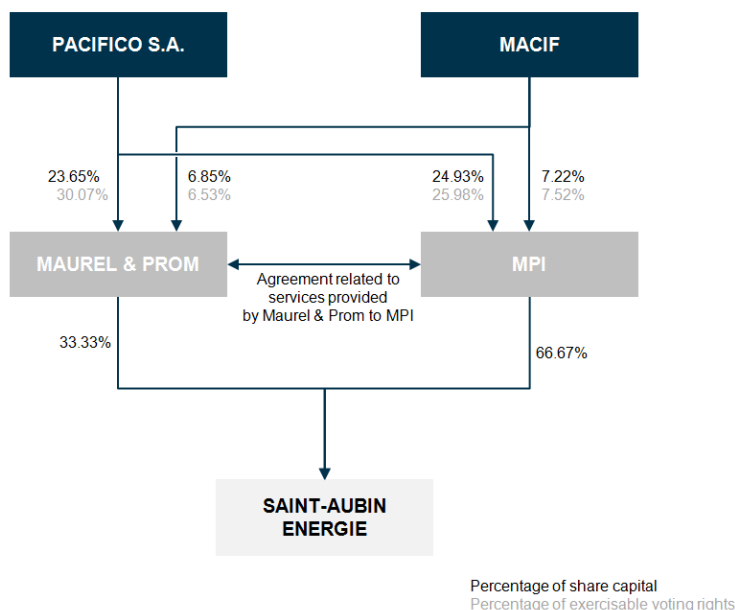 PACIFICO S.A.
MACIF
23.65%
30.07%
6.85%
6.53%
24.93%
25.98%
7.22%
7.52%
MAUREL & PROM
MPI
Agreement related to
services provided
by Maurel & Prom to MPI
33.33%
66.67%
SAINT-AUBIN
ENERGIE
Percentage of share capital
Percentage of exercisable voting rights